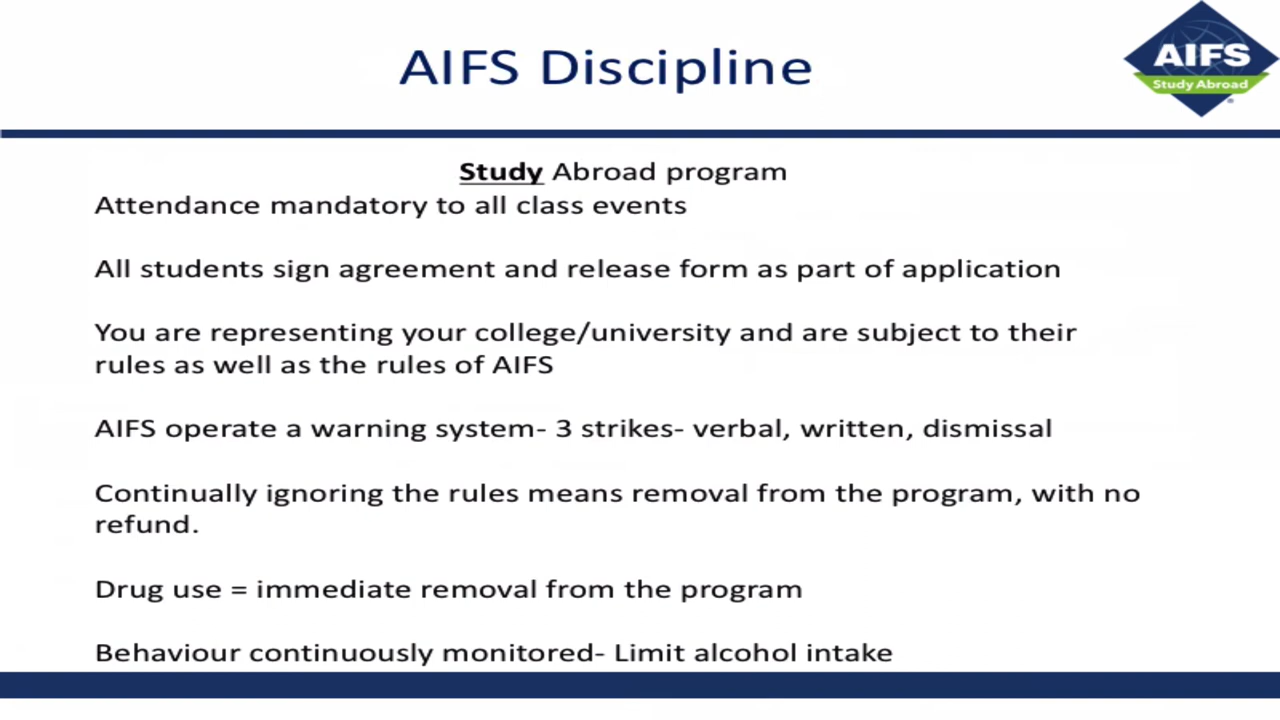 AIFS Discipline
AIFS
Study Abroad
Study Abroad program
Attendance mandatory to all class events
All students sign agreement and release form as part of application
You are representing your college/university and are subject to their
rules as well as the rules of AIFS
AIFS operate a warning system- 3 strikes- verbal, written, dismissal
Continually ignoring the rules means removal from the program, with no
refund.
Drug use = immediate removal from the program
Behaviour continuously monitored- Limit alcohol intake